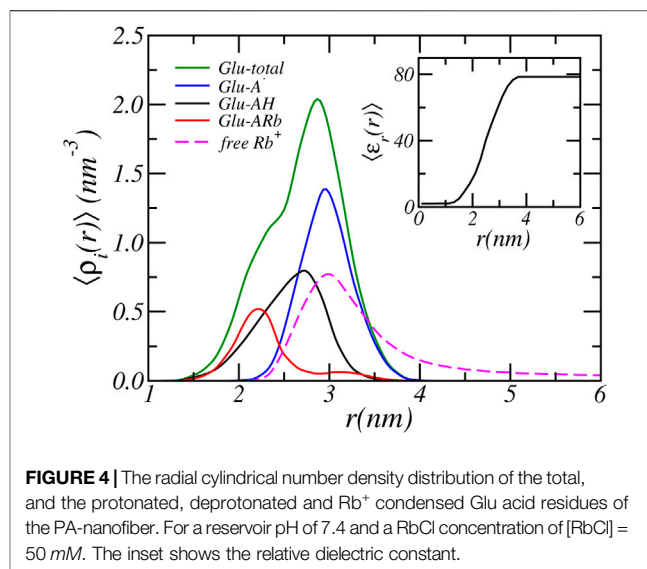 2.5
2.0
1.5
1.0
0.5
0.0
⟨ρᵢ(r)⟩ (nm⁻³)
Glu-total
Glu-A⁻
Glu-AH
Glu-ARb
free Rb⁺
80
40
0
⟨εᵣ(r)⟩
0 2 4 6
r(nm)
1 2 3 4 5 6
r(nm)
FIGURE 4 | The radial cylindrical number density distribution of the total,
and the protonated, deprotonated and Rb⁺ condensed Glu acid residues of
the PA-nanofiber. For a reservoir pH of 7.4 and a RbCl concentration of [RbCl] =
50 mM. The inset shows the relative dielectric constant.